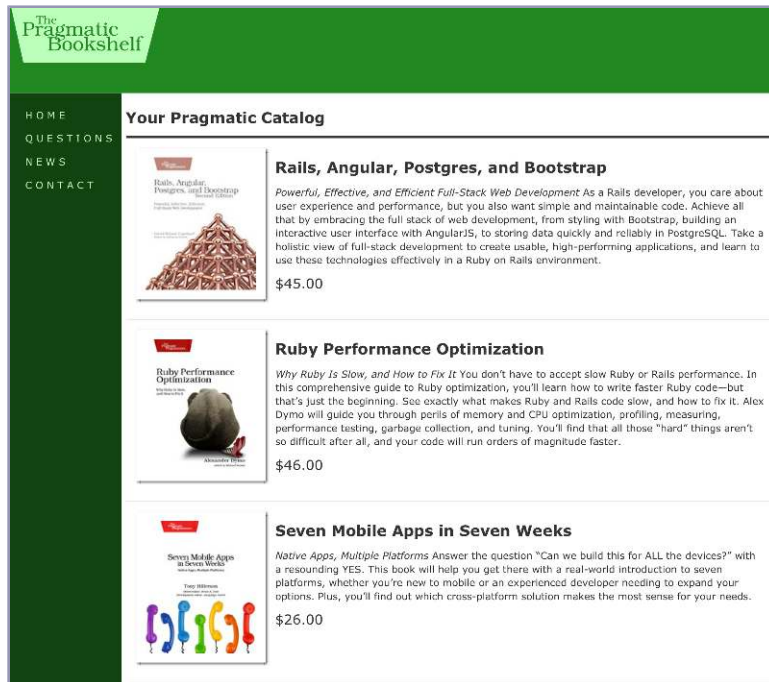 The
Pragmatic
Bookshelf
HOME
QUESTIONS
NEWS
CONTACT
Your Pragmatic Catalog
Rails, Angular,
Postgres, and Bootstrap
Second Edition
Rails, Angular, Postgres, and Bootstrap
Powerful, Effective, and Efficient Full-Stack Web Development As a Rails developer, you care about
user experience and performance, but you also want simple and maintainable code. Achieve all
that by embracing the full stack of web development, from styling with Bootstrap, building an
interactive user interface with AngularJS, to storing data quickly and reliably in PostgreSQL. Take a
holistic view of full-stack development to create usable, high-performing applications, and learn to
use these technologies effectively in a Ruby on Rails environment.
$45.00
Ruby Performance
Optimization
Why Ruby Is Slow,
and How to Fix It
Alexander Dymo
Ruby Performance Optimization
Why Ruby Is Slow, and How to Fix It You don't have to accept slow Ruby or Rails performance. In
this comprehensive guide to Ruby optimization, you'll learn how to write faster Ruby code—but
that's just the beginning. See exactly what makes Ruby and Rails code slow, and how to fix it. Alex
Dymo will guide you through perils of memory and CPU optimization, profiling, measuring,
performance testing, garbage collection, and tuning. You'll find that all those “hard” things aren't
so difficult after all, and your code will run orders of magnitude faster.
$46.00
Seven Mobile Apps
in Seven Weeks
Native Apps, Multiple Platforms
Tony Hillerson
Seven Mobile Apps in Seven Weeks
Native Apps, Multiple Platforms Answer the question “Can we build this for ALL the devices?” with
a resounding YES. This book will help you get there with a real-world introduction to seven
platforms, whether you're new to mobile or an experienced developer needing to expand your
options. Plus, you'll find out which cross-platform solution makes the most sense for your needs.
$26.00